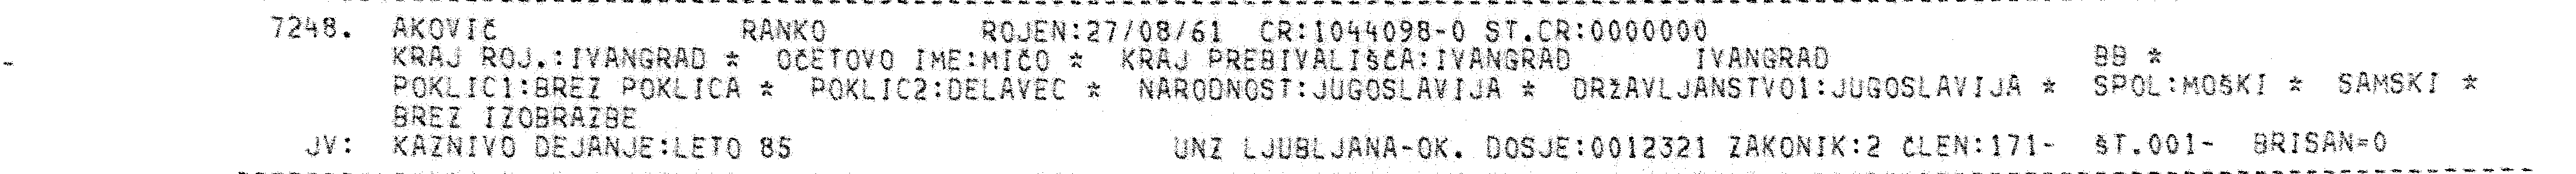 7248. AKOVIČ RANKO ROJEN:27/08/61 CR:1044098-0 ST.CR:0000000
KRAJ ROJ.:IVANGRAD * OČETOVO IME:MIČO * KRAJ PREBIVALIŠČA:IVANGRAD IVANGRAD BB *
POKLIC1:BREZ POKLICA * POKLIC2:DELAVEC * NARODNOST:JUGOSLAVIJA * DRŽAVLJANSTVO1:JUGOSLAVIJA * SPOL:MOŠKI * SAMSKI *
BREZ IZOBRAZBE
JV: KAZNIVO DEJANJE:LETO 85 UNZ LJUBLJANA-OK. DOSJE:0012321 ZAKONIK:2 ČLEN:171- ŠT.001- BRISAN=0